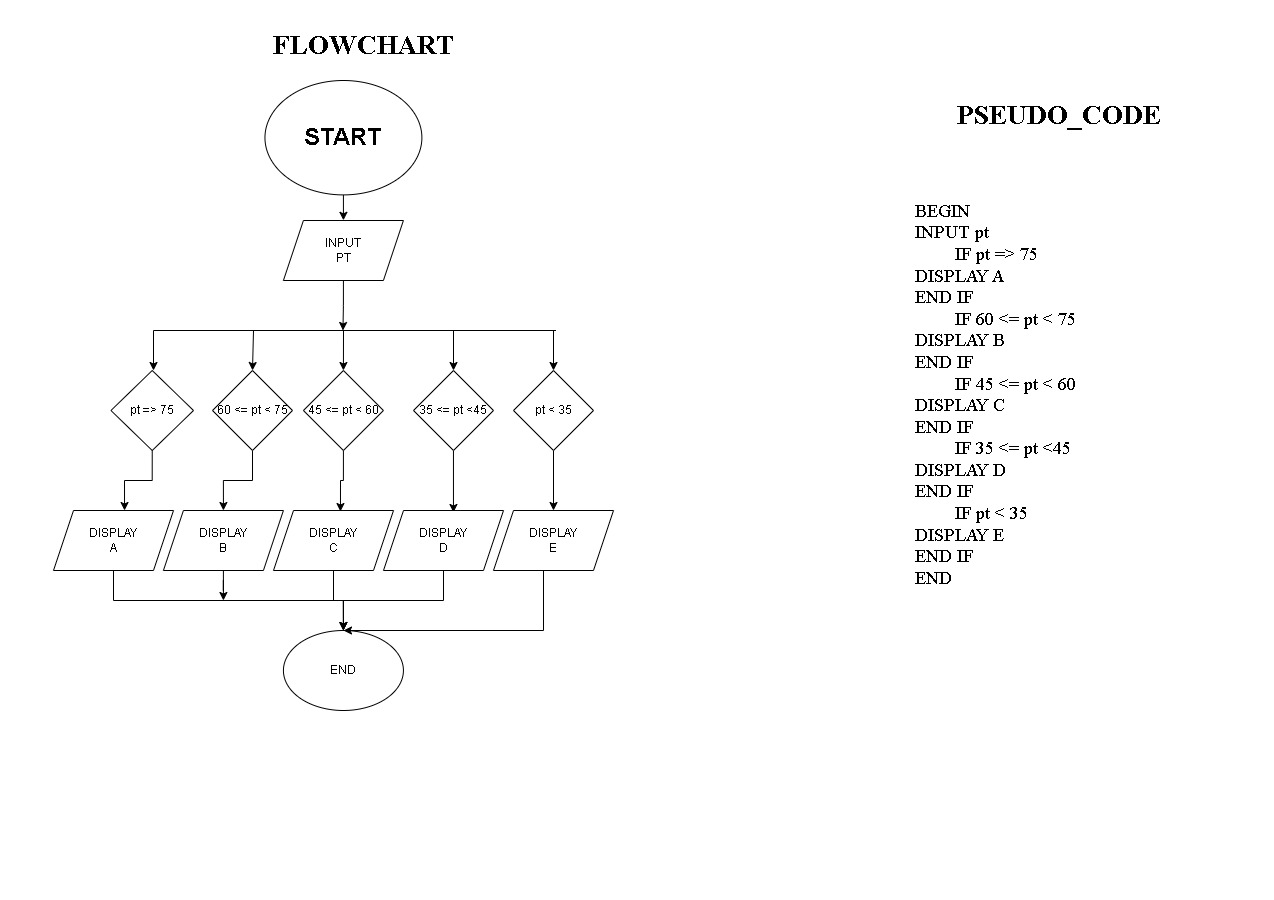 FLOWCHART
START
INPUT
PT
pt => 75
60 <= pt < 75
45 <= pt < 60
35 <= pt <45
pt < 35
DISPLAY
A
DISPLAY
B
DISPLAY
C
DISPLAY
D
DISPLAY
E
END
PSEUDO_CODE
BEGIN
INPUT pt
IF pt => 75
DISPLAY A
END IF
IF 60 <= pt < 75
DISPLAY B
END IF
IF 45 <= pt < 60
DISPLAY C
END IF
IF 35 <= pt <45
DISPLAY D
END IF
IF pt < 35
DISPLAY E
END IF
END